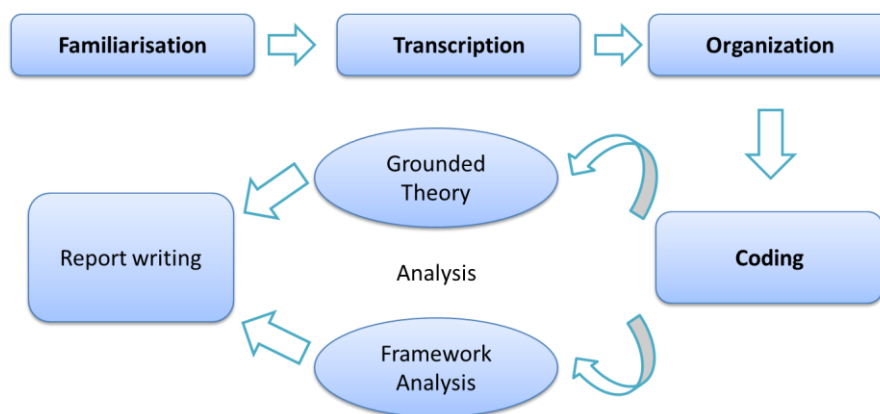 Familiarisation
Transcription
Organization
Grounded
Theory
Report writing
Analysis
Coding
Framework
Analysis